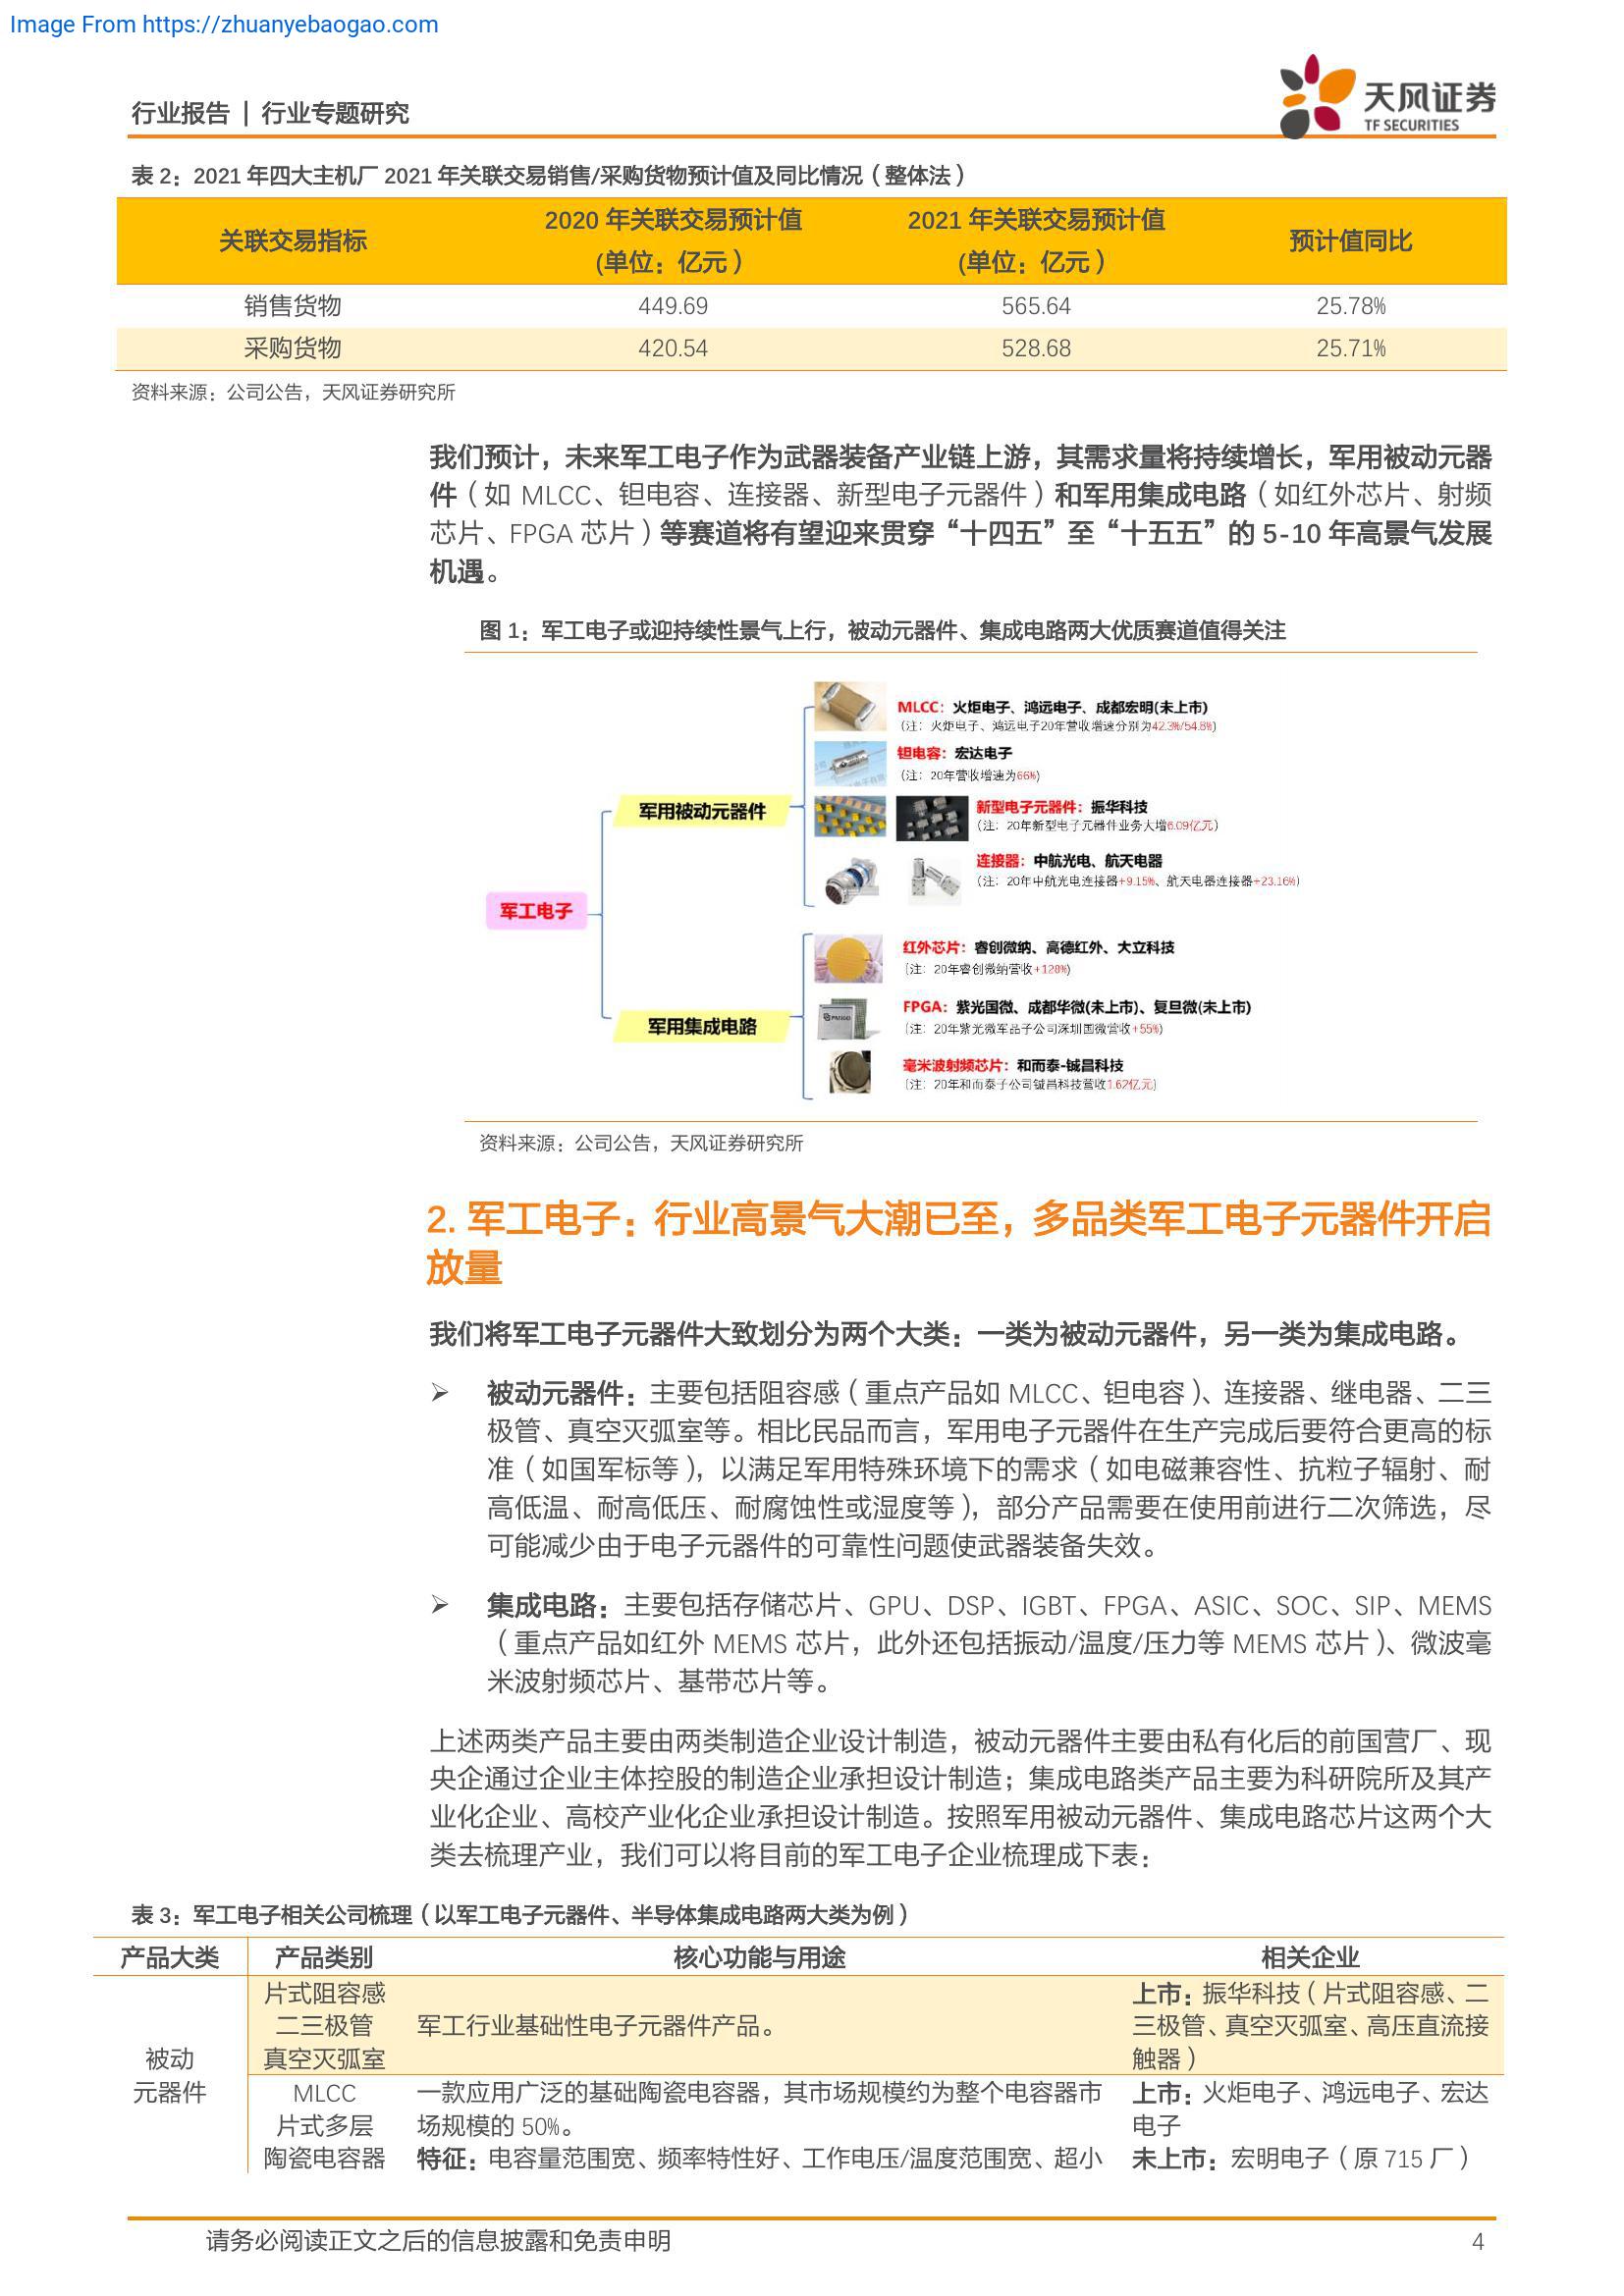 Image From https://zhuanyebaogao.com
行业报告 | 行业专题研究
天风证券
TF SECURITIES
表 2：2021 年四大主机厂 2021 年关联交易销售/采购货物预计值及同比情况（整体法）
关联交易指标 2020 年关联交易预计值 (单位：亿元） 2021 年关联交易预计值 (单位：亿元） 预计值同比
销售货物 449.69 565.64 25.78%
采购货物 420.54 528.68 25.71%
资料来源：公司公告，天风证券研究所
我们预计，未来军工电子作为武器装备产业链上游，其需求量将持续增长，军用被动元器
件（如 MLCC、钽电容、连接器、新型电子元器件）和军用集成电路（如红外芯片、射频
芯片、FPGA 芯片）等赛道将有望迎来贯穿“十四五”至“十五五”的 5-10 年高景气发展
机遇。
图 1：军工电子或迎持续性景气上行，被动元器件、集成电路两大优质赛道值得关注
军工电子
军用被动元器件
MLCC：火炬电子、鸿远电子、成都宏明(未上市)
（注：火炬电子、鸿远电子20年营收增速分别为42.3%/54.8%)
钽电容：宏达电子
（注：20年营收增速为66%)
新型电子元器件：振华科技
（注：20年新型电子元器件业务大增6.09亿元）
连接器：中航光电、航天电器
（注：20年中航光电连接器+9.15%、航天电器连接器+23.16%)
军用集成电路
红外芯片：睿创微纳、高德红外、大立科技
（注：20年睿创微纳营收+128%)
FPGA：紫光国微、成都华微(未上市)、复旦微(未上市)
（注：20年紫光微军品子公司深圳国微营收+55%)
毫米波射频芯片：和而泰-铖昌科技
（注：20年和而泰子公司铖昌科技营收1.62亿元）
资料来源：公司公告，天风证券研究所
2. 军工电子：行业高景气大潮已至，多品类军工电子元器件开启
放量
我们将军工电子元器件大致划分为两个大类：一类为被动元器件，另一类为集成电路。
➢ 被动元器件：主要包括阻容感（重点产品如 MLCC、钽电容）、连接器、继电器、二三
极管、真空灭弧室等。相比民品而言，军用电子元器件在生产完成后要符合更高的标
准（如国军标等），以满足军用特殊环境下的需求（如电磁兼容性、抗粒子辐射、耐
高低温、耐高低压、耐腐蚀性或湿度等），部分产品需要在使用前进行二次筛选，尽
可能减少由于电子元器件的可靠性问题使武器装备失效。
➢ 集成电路：主要包括存储芯片、GPU、DSP、IGBT、FPGA、ASIC、SOC、SIP、MEMS
（重点产品如红外 MEMS 芯片，此外还包括振动/温度/压力等 MEMS 芯片）、微波毫
米波射频芯片、基带芯片等。
上述两类产品主要由两类制造企业设计制造，被动元器件主要由私有化后的前国营厂、现
央企通过企业主体控股的制造企业承担设计制造；集成电路类产品主要为科研院所及其产
业化企业、高校产业化企业承担设计制造。按照军用被动元器件、集成电路芯片这两个大
类去梳理产业，我们可以将目前的军工电子企业梳理成下表：
表 3：军工电子相关公司梳理（以军工电子元器件、半导体集成电路两大类为例）
产品大类 产品类别 核心功能与用途 相关企业
被动
元器件
片式阻容感
二三极管
真空灭弧室
军工行业基础性电子元器件产品。
上市：振华科技（片式阻容感、二
三极管、真空灭弧室、高压直流接
触器）
MLCC
片式多层
陶瓷电容器
一款应用广泛的基础陶瓷电容器，其市场规模约为整个电容器市
场规模的 50%。
特征：电容量范围宽、频率特性好、工作电压/温度范围宽、超小
上市：火炬电子、鸿远电子、宏达
电子
未上市：宏明电子（原 715 厂）
请务必阅读正文之后的信息披露和免责申明
4